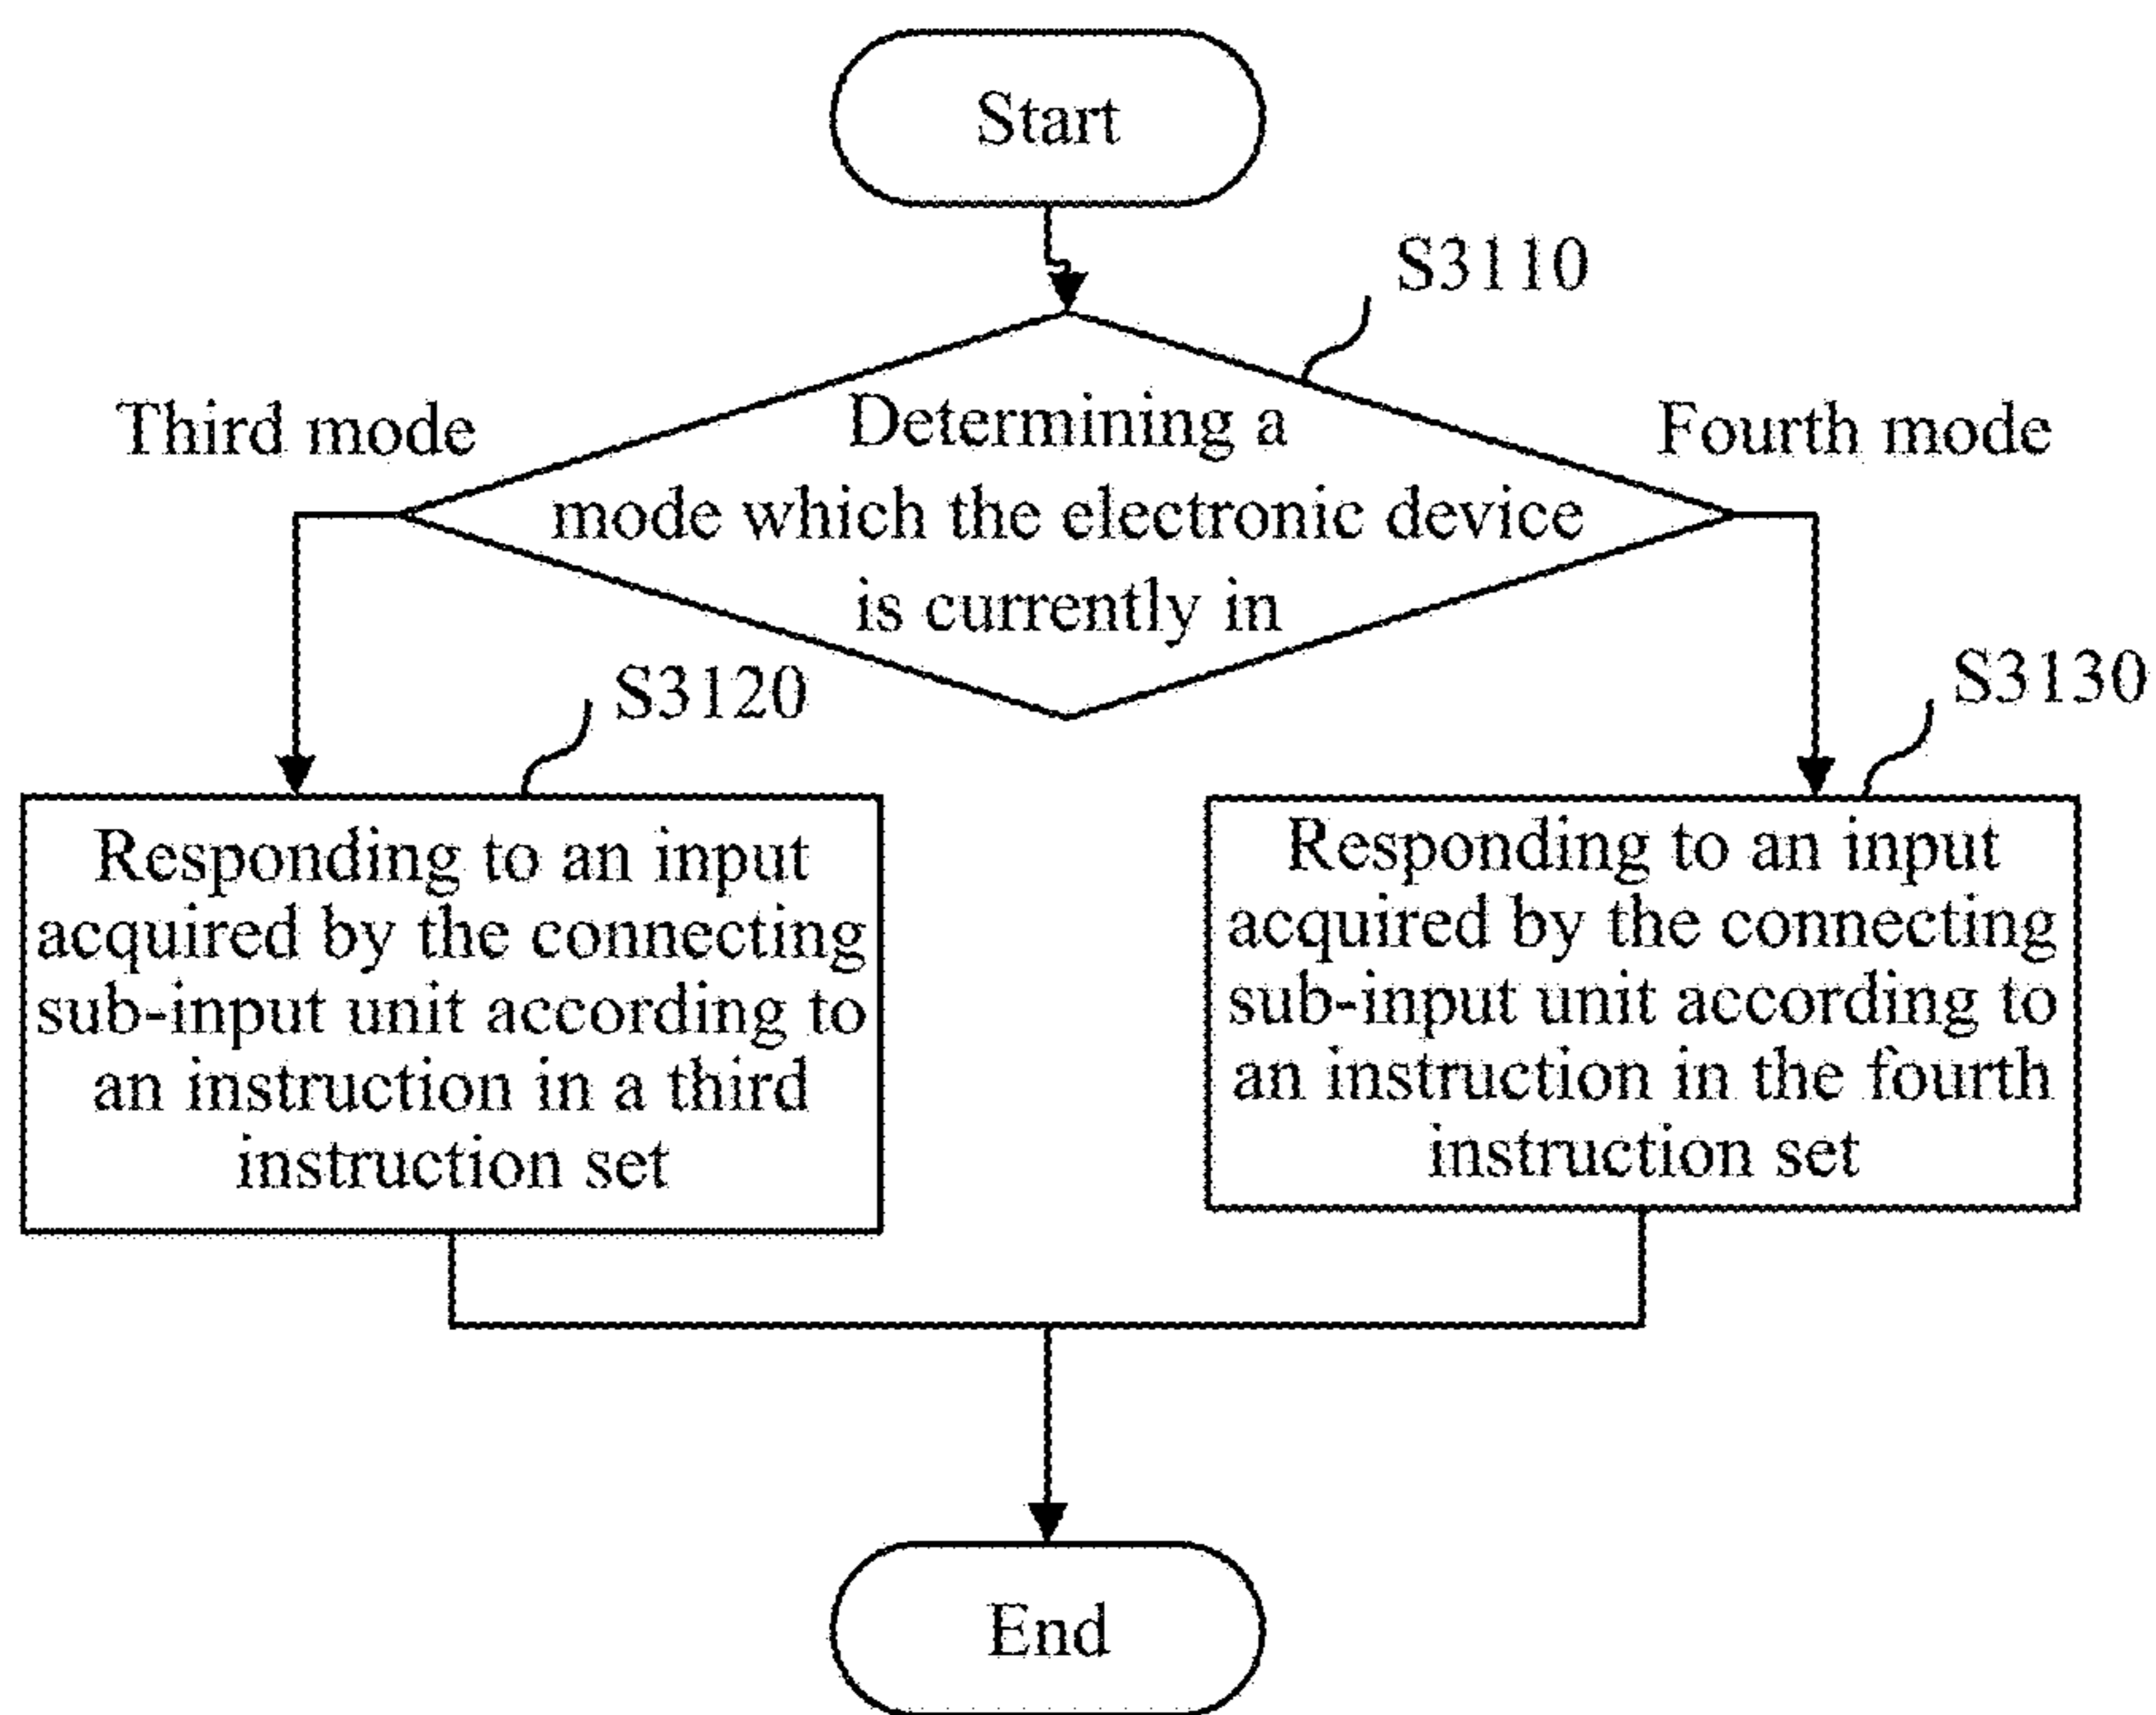 Start
S3110
Third mode
Fourth mode
Determining a
mode which the electronic device
is currently in
S3120
S3130
Responding to an input
acquired by the connecting
sub-input unit according to
an instruction in a third
instruction set
Responding to an input
acquired by the connecting
sub-input unit according to
an instruction in the fourth
instruction set
End